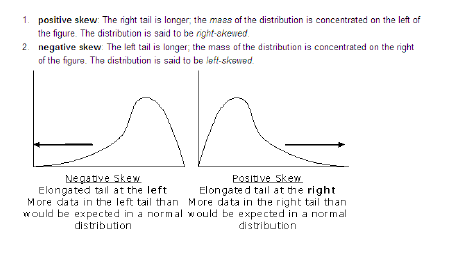 1. positive skew: The right tail is longer; the mass of the distribution is concentrated on the left of
the figure. The distribution is said to be right-skewed.
2. negative skew: The left tail is longer; the mass of the distribution is concentrated on the right
of the figure. The distribution is said to be left-skewed.
Negative Skew
Elongated tail at the left
More data in the left tail than
would be expected in a normal
distribution
Positive Skew
Elongated tail at the right
More data in the right tail than
would be expected in a normal
distribution